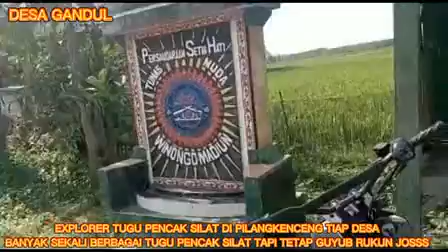 DESA GANDUL
PERSAUDARAAN SETIA HATI
TUNAS MUDA
WINONGO MADIUN
EXPLORER TUGU PENCAK SILAT DI PILANGKENCENG TIAP DESA
BANYAK SEKALI BERBAGAI TUGU PENCAK SILAT TAPI TETAP GUYUB RUKUN JOSSS